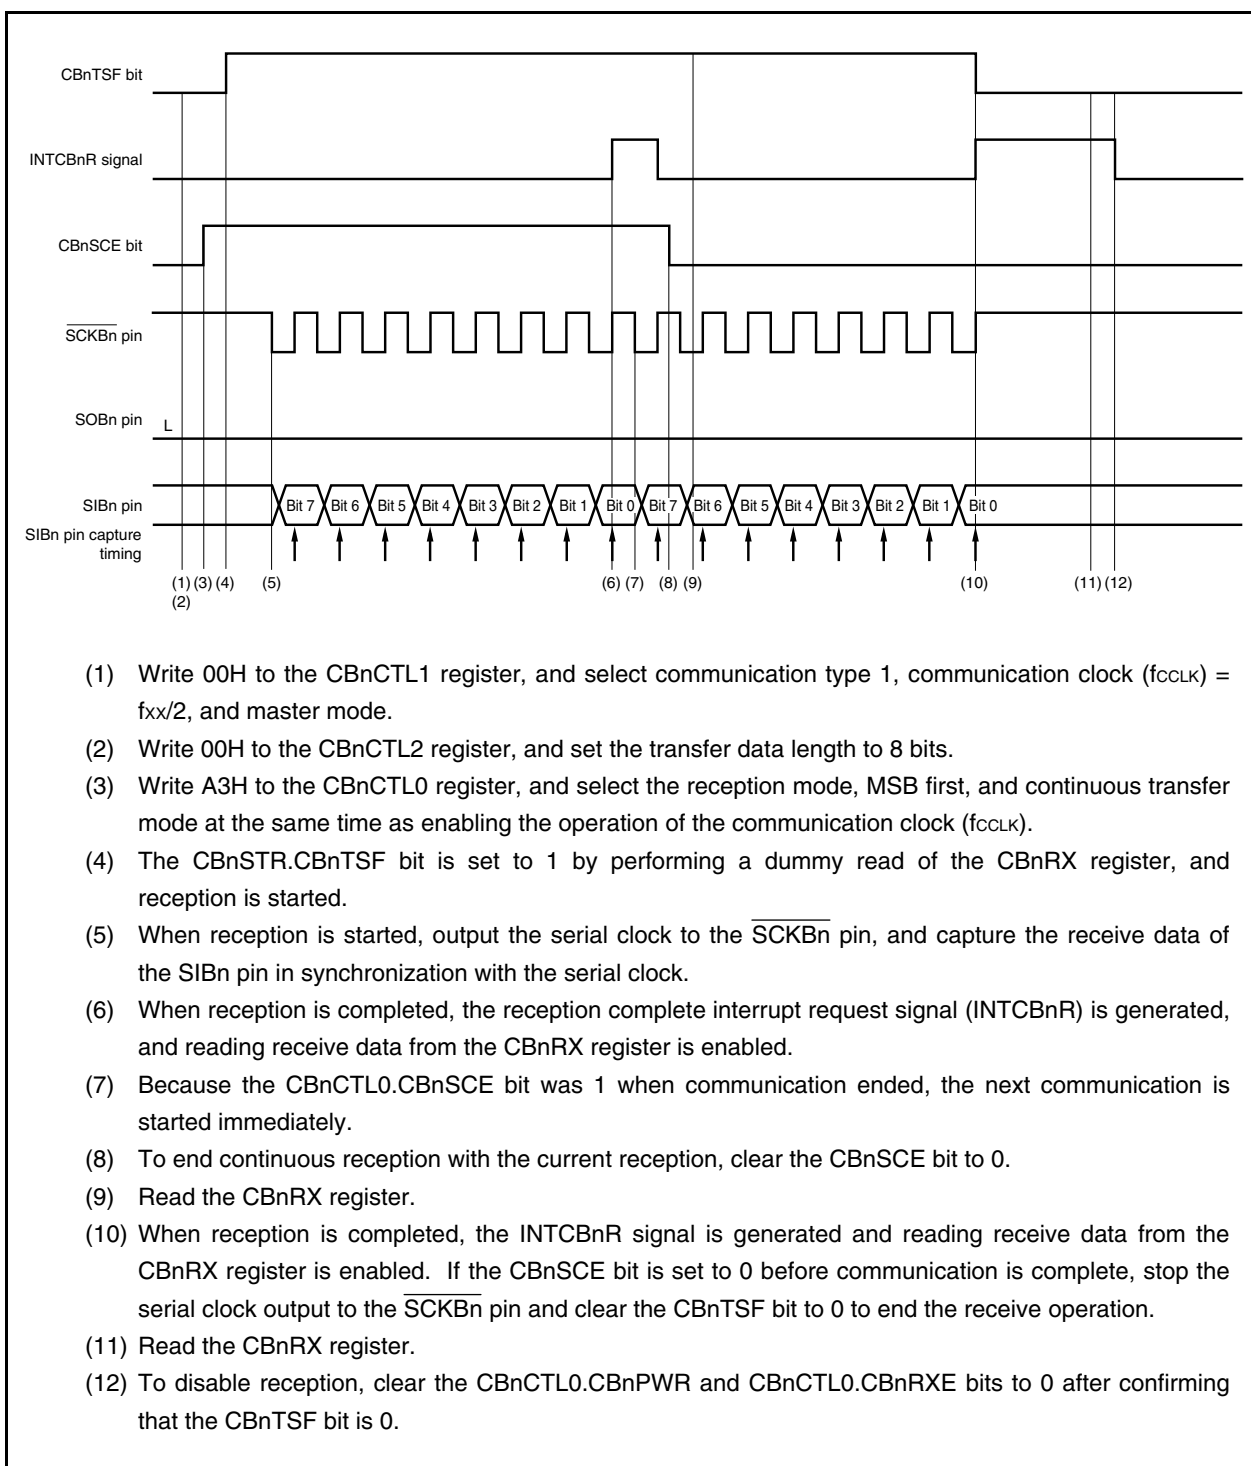 CBnTSF bit
INTCBnR signal
CBnSCE bit
SCKBn pin
SOBn pin L
SIBn pin Bit 7 Bit 6 Bit 5 Bit 4 Bit 3 Bit 2 Bit 1 Bit 0 Bit 7 Bit 6 Bit 5 Bit 4 Bit 3 Bit 2 Bit 1 Bit 0
SIBn pin capture
timing
(1) (3) (4) (5) (6) (7) (8) (9) (10) (11) (12)
(2)
(1) Write 00H to the CBnCTL1 register, and select communication type 1, communication clock (fCCLK) =
fxx/2, and master mode.
(2) Write 00H to the CBnCTL2 register, and set the transfer data length to 8 bits.
(3) Write A3H to the CBnCTL0 register, and select the reception mode, MSB first, and continuous transfer
mode at the same time as enabling the operation of the communication clock (fCCLK).
(4) The CBnSTR.CBnTSF bit is set to 1 by performing a dummy read of the CBnRX register, and
reception is started.
(5) When reception is started, output the serial clock to the SCKBn pin, and capture the receive data of
the SIBn pin in synchronization with the serial clock.
(6) When reception is completed, the reception complete interrupt request signal (INTCBnR) is generated,
and reading receive data from the CBnRX register is enabled.
(7) Because the CBnCTL0.CBnSCE bit was 1 when communication ended, the next communication is
started immediately.
(8) To end continuous reception with the current reception, clear the CBnSCE bit to 0.
(9) Read the CBnRX register.
(10) When reception is completed, the INTCBnR signal is generated and reading receive data from the
CBnRX register is enabled. If the CBnSCE bit is set to 0 before communication is complete, stop the
serial clock output to the SCKBn pin and clear the CBnTSF bit to 0 to end the receive operation.
(11) Read the CBnRX register.
(12) To disable reception, clear the CBnCTL0.CBnPWR and CBnCTL0.CBnRXE bits to 0 after confirming
that the CBnTSF bit is 0.